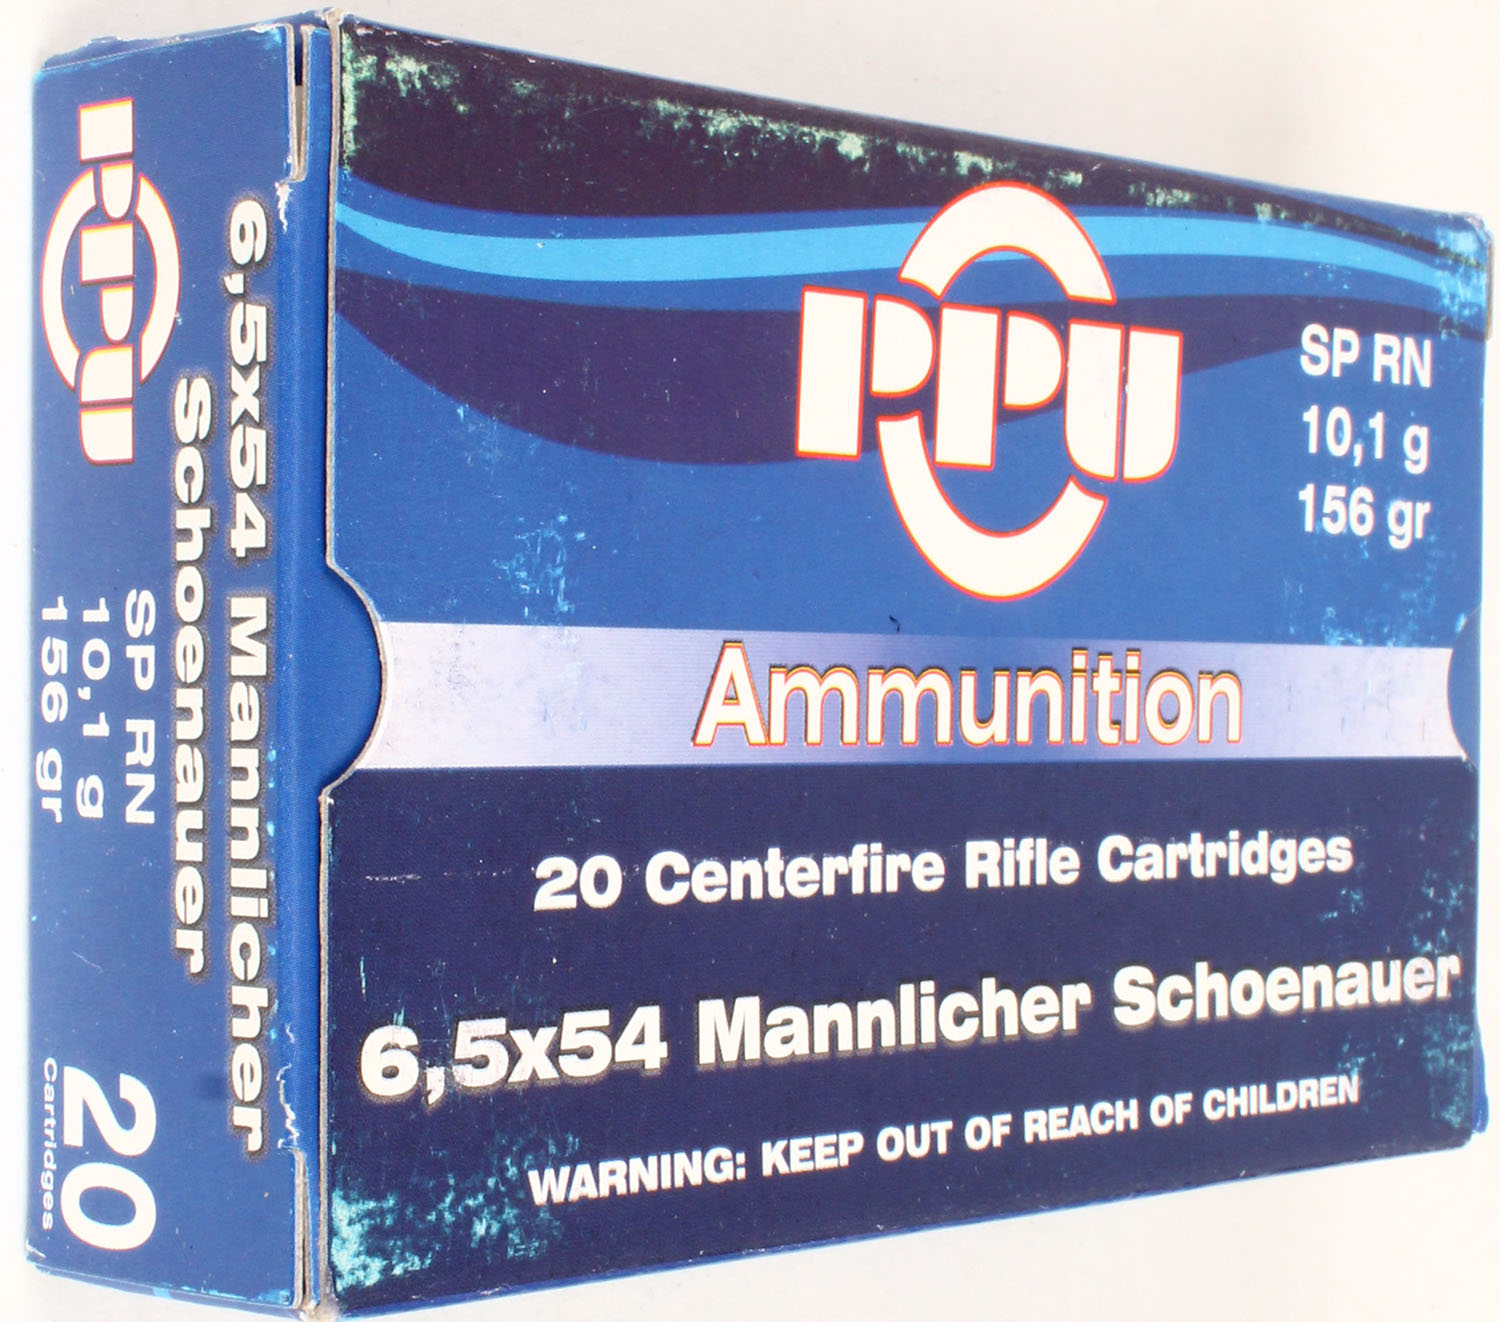 PPU
SP RN
10,1 g
156 gr
Ammunition
20 Centerfire Rifle Cartridges
6,5x54 Mannlicher Schoenauer
WARNING: KEEP OUT OF REACH OF CHILDREN
6,5x54 Mannlicher
Schoenauer
PPU
SP RN
10,1 g
156 gr
20
cartridges